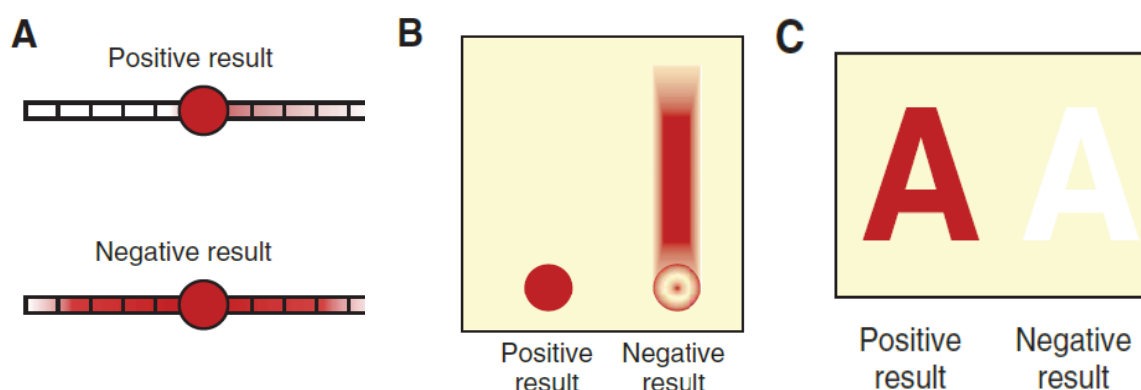 A
Positive result
Negative result
B
Positive
result
Negative
result
C
A
A
Positive
result
Negative
result